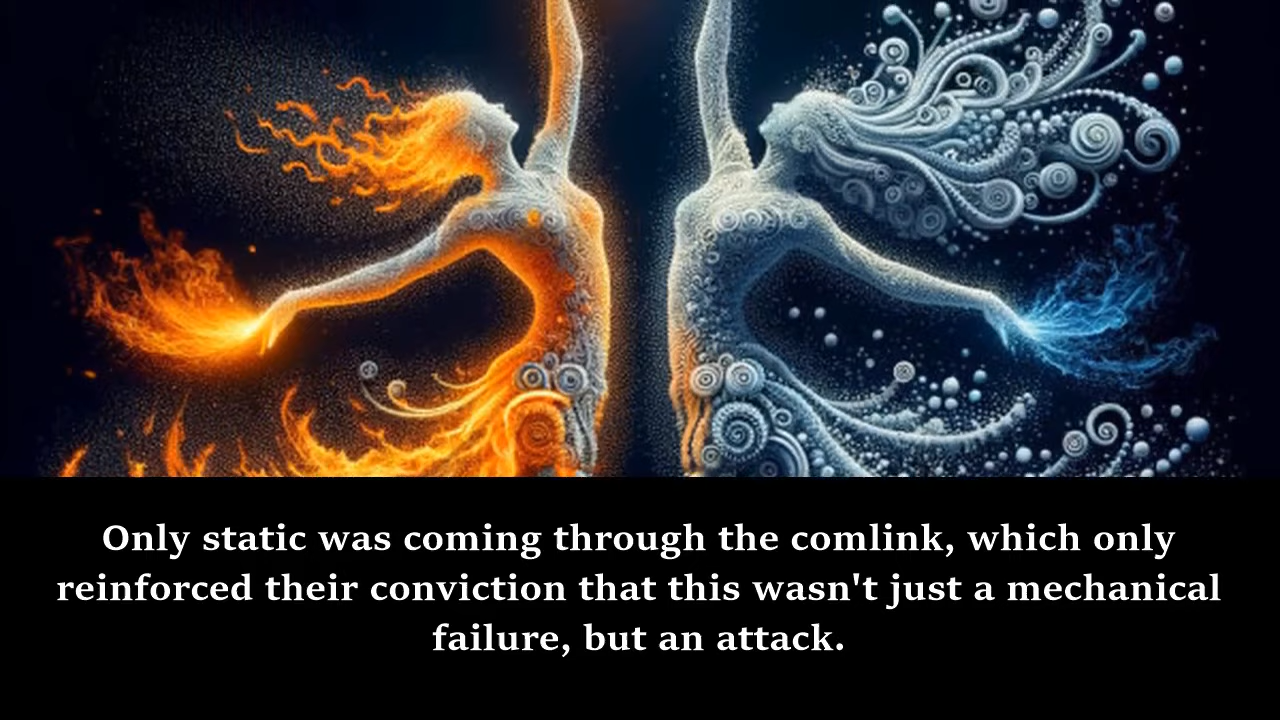 Only static was coming through the comlink, which only
reinforced their conviction that this wasn't just a mechanical
failure, but an attack.